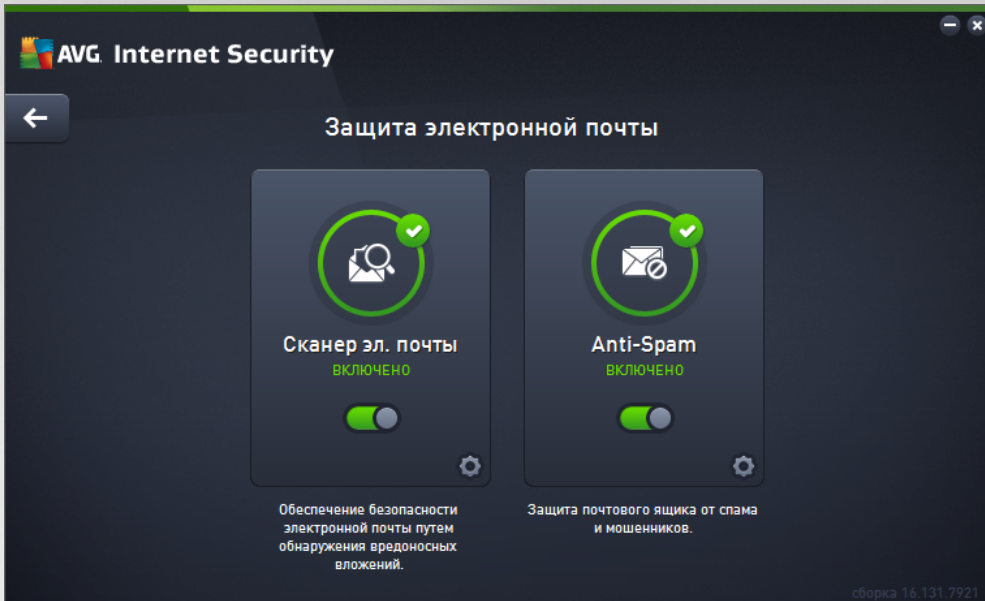 AVG Internet Security
Защита электронной почты
Сканер эл. почты
ВКЛЮЧЕНО
Anti-Spam
ВКЛЮЧЕНО
Обеспечение безопасности
электронной почты путем
обнаружения вредоносных
вложений.
Защита почтового ящика от спама
и мошенников.
сборка 16.131.7921